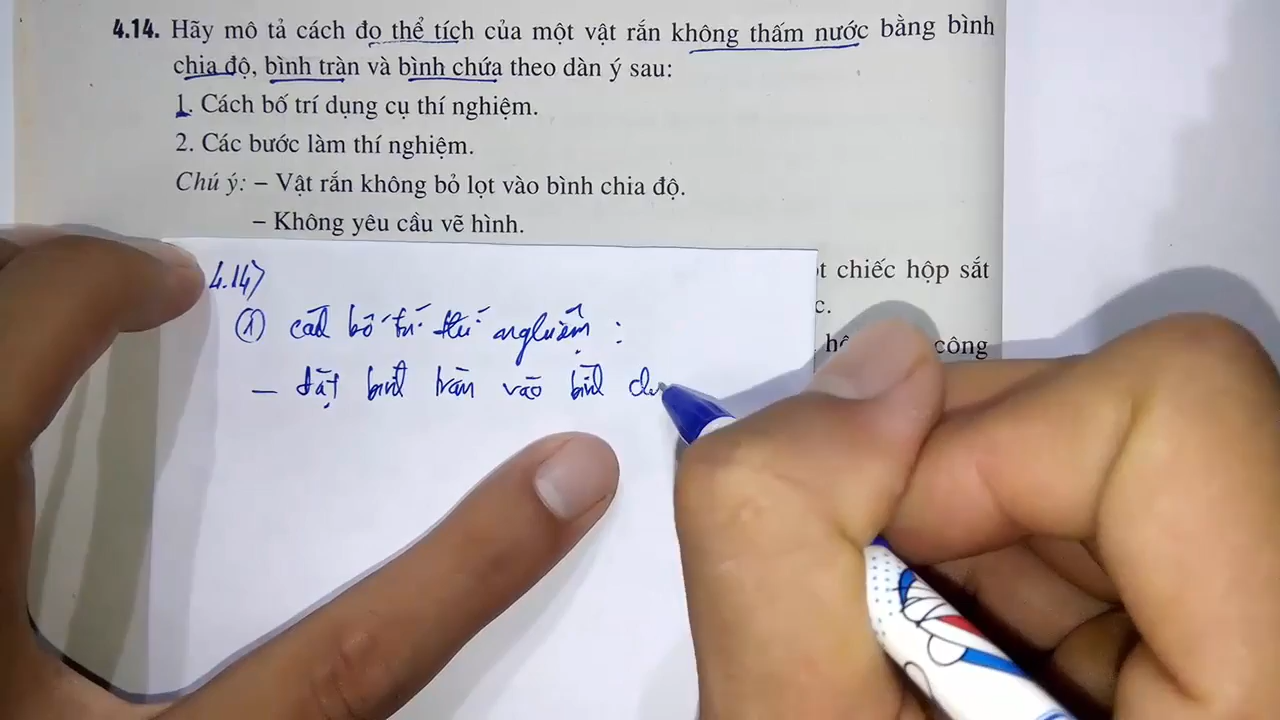 4.14. Hãy mô tả cách đo thể tích của một vật rắn không thấm nước bằng bình
chia độ, bình tràn và bình chứa theo dàn ý sau:
1. Cách bố trí dụng cụ thí nghiệm.
2. Các bước làm thí nghiệm.
Chú ý: – Vật rắn không bỏ lọt vào bình chia độ.
– Không yêu cầu vẽ hình.
chiếc hộp sắt
công
4.14)
① cách bố trí thí nghiệm :
– đặt bình tràn vào bình